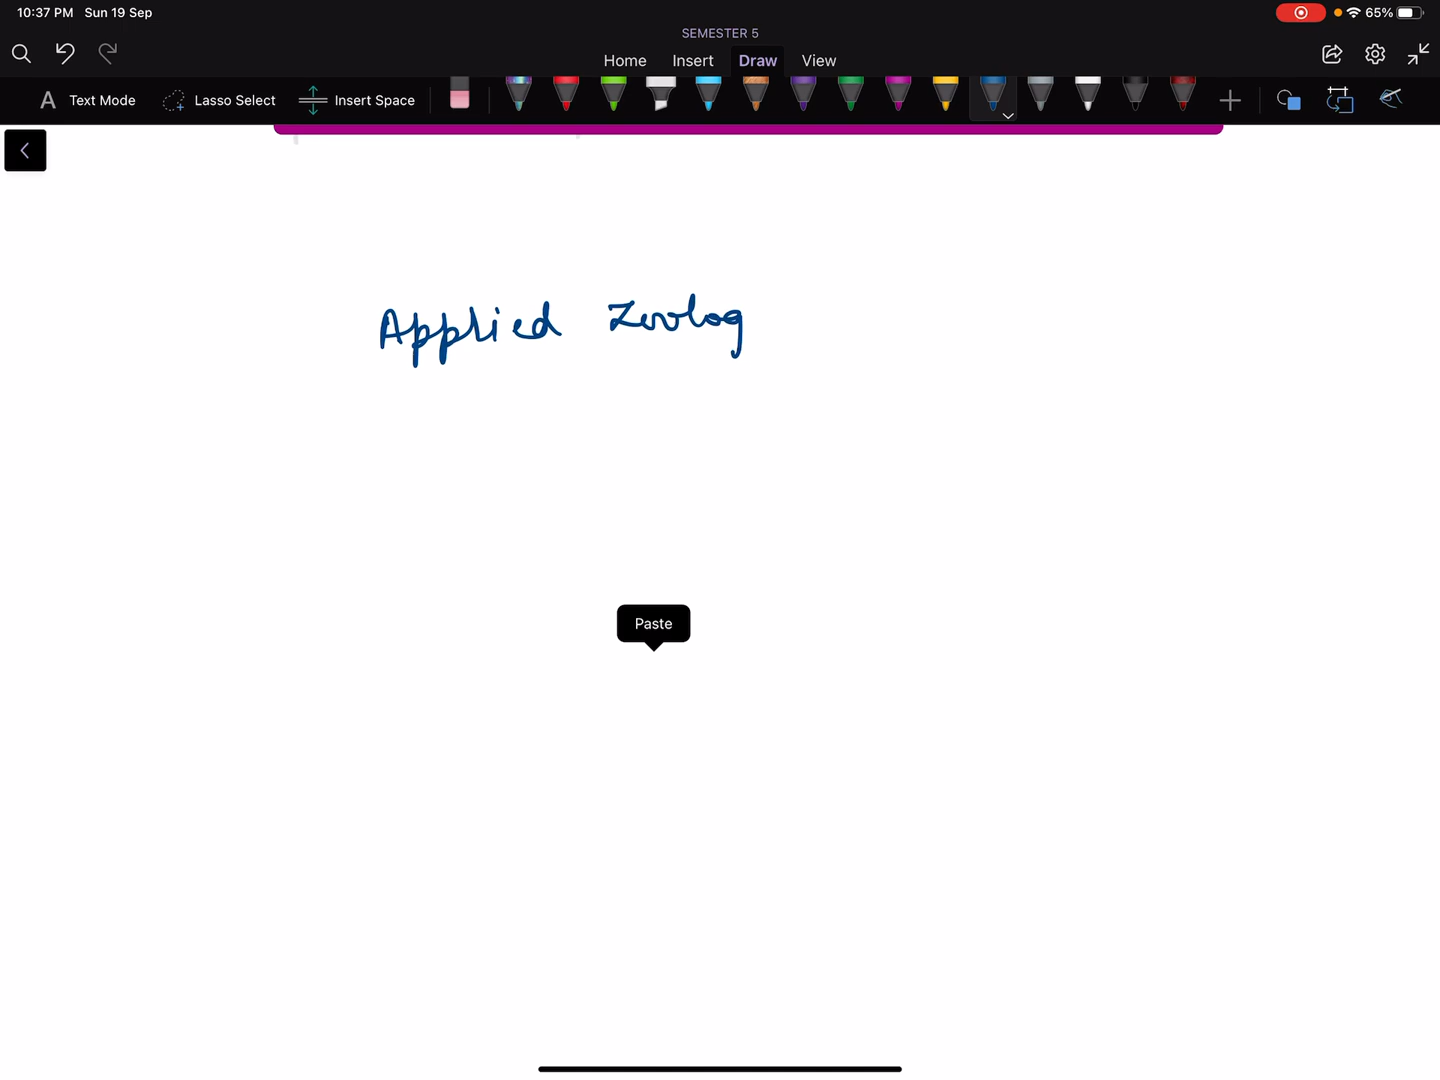 10:37 PM Sun 19 Sep 65%
SEMESTER 5
Home Insert Draw View
A Text Mode Lasso Select Insert Space
Applied Zoolog
Paste